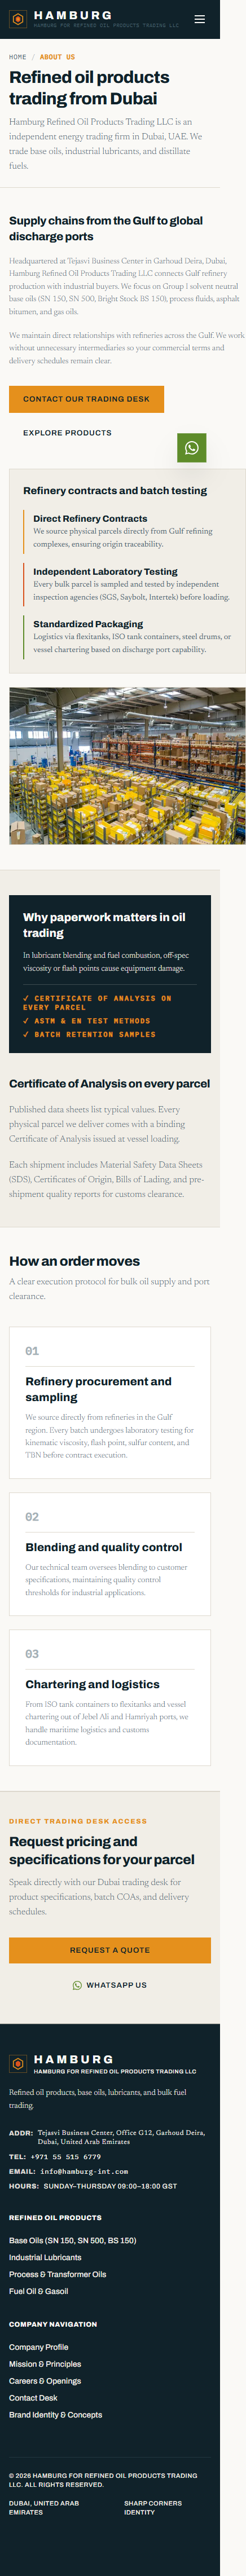 HAMBURG
HAMBURG FOR REFINED OIL PRODUCTS TRADING LLC
HOME / ABOUT US
Refined oil products
trading from Dubai
Hamburg Refined Oil Products Trading LLC is an
independent energy trading firm in Dubai, UAE. We
trade base oils, industrial lubricants, and distillate
fuels.
Supply chains from the Gulf to global
discharge ports
Headquartered at Tejasvi Business Center in Garhoud Deira, Dubai,
Hamburg Refined Oil Products Trading LLC connects Gulf refinery
production with industrial buyers. We focus on Group I solvent neutral
base oils (SN 150, SN 500, Bright Stock BS 150), process fluids, asphalt
bitumen, and gas oils.
We maintain direct relationships with refineries across the Gulf. We work
without unnecessary intermediaries so your commercial terms and
delivery schedules remain clear.
CONTACT OUR TRADING DESK
EXPLORE PRODUCTS
Refinery contracts and batch testing
Direct Refinery Contracts
We source physical parcels directly from Gulf refining
complexes, ensuring origin traceability.
Independent Laboratory Testing
Every bulk parcel is sampled and tested by independent
inspection agencies (SGS, Saybolt, Intertek) before loading.
Standardized Packaging
Logistics via flexitanks, ISO tank containers, steel drums, or
vessel chartering based on discharge port capability.
Why paperwork matters in oil
trading
In lubricant blending and fuel combustion, off-spec
viscosity or flash points cause equipment damage.
✓ CERTIFICATE OF ANALYSIS ON
EVERY PARCEL
✓ ASTM & EN TEST METHODS
✓ BATCH RETENTION SAMPLES
Certificate of Analysis on every parcel
Published data sheets list typical values. Every
physical parcel we deliver comes with a binding
Certificate of Analysis issued at vessel loading.
Each shipment includes Material Safety Data Sheets
(SDS), Certificates of Origin, Bills of Lading, and pre-
shipment quality reports for customs clearance.
How an order moves
A clear execution protocol for bulk oil supply and port
clearance.
01
Refinery procurement and
sampling
We source directly from refineries in the Gulf
region. Every batch undergoes laboratory testing for
kinematic viscosity, flash point, sulfur content, and
TBN before contract execution.
02
Blending and quality control
Our technical team oversees blending to customer
specifications, maintaining quality control
thresholds for industrial applications.
03
Chartering and logistics
From ISO tank containers to flexitanks and vessel
chartering out of Jebel Ali and Hamriyah ports, we
handle maritime logistics and customs
documentation.
DIRECT TRADING DESK ACCESS
Request pricing and
specifications for your parcel
Speak directly with our Dubai trading desk for
product specifications, batch COAs, and delivery
schedules.
REQUEST A QUOTE
WHATSAPP US
HAMBURG
HAMBURG FOR REFINED OIL PRODUCTS TRADING LLC
Refined oil products, base oils, lubricants, and bulk fuel
trading.
ADDR: Tejasvi Business Center, Office G12, Garhoud Deira,
Dubai, United Arab Emirates
TEL: +971 55 515 6779
EMAIL: info@hamburg-int.com
HOURS: SUNDAY–THURSDAY 09:00–18:00 GST
REFINED OIL PRODUCTS
Base Oils (SN 150, SN 500, BS 150)
Industrial Lubricants
Process & Transformer Oils
Fuel Oil & Gasoil
COMPANY NAVIGATION
Company Profile
Mission & Principles
Careers & Openings
Contact Desk
Brand Identity & Concepts
© 2026 HAMBURG FOR REFINED OIL PRODUCTS TRADING
LLC. ALL RIGHTS RESERVED.
DUBAI, UNITED ARAB
EMIRATES
SHARP CORNERS
IDENTITY